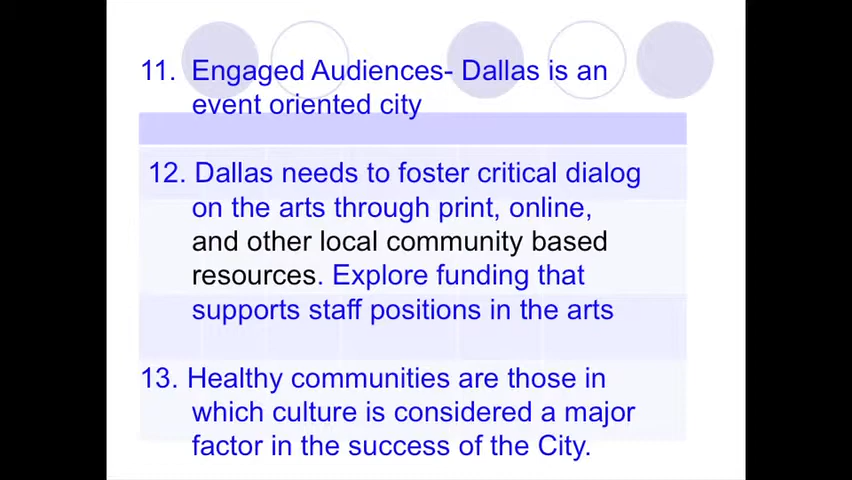 11. Engaged Audiences- Dallas is an
event oriented city
12. Dallas needs to foster critical dialog
on the arts through print, online,
and other local community based
resources. Explore funding that
supports staff positions in the arts
13. Healthy communities are those in
which culture is considered a major
factor in the success of the City.